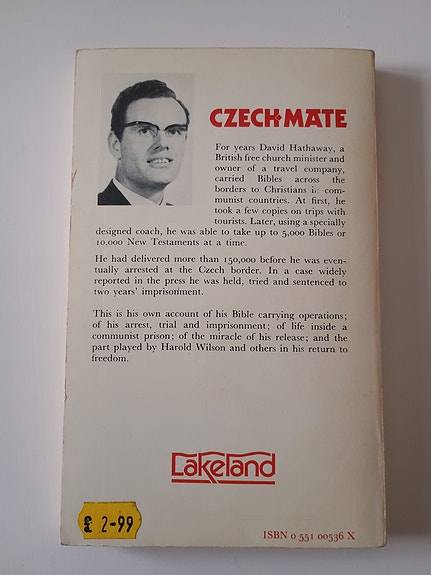 CZECH-MATE
For years David Hathaway, a
British free church minister and
owner of a travel company,
carried Bibles across the
borders to Christians in com-
munist countries. At first, he
took a few copies on trips with
tourists. Later, using a specially
designed coach, he was able to take up to 5,000 Bibles or
10,000 New Testaments at a time.
He had delivered more than 150,000 before he was even-
tually arrested at the Czech border. In a case widely
reported in the press he was held, tried and sentenced to
two years' imprisonment.
This is his own account of his Bible carrying operations;
of his arrest, trial and imprisonment; of life inside a
communist prison; of the miracle of his release; and the
part played by Harold Wilson and others in his return to
freedom.
Lakeland
£ 2-99
ISBN 0 551 00536 X